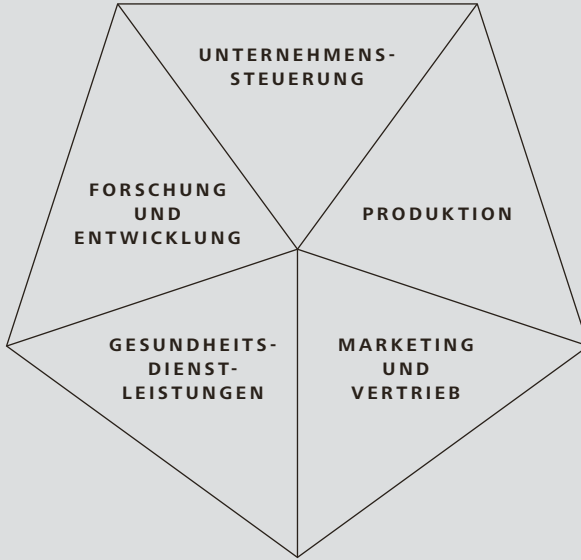 UNTERNEHMENS-
STEUERUNG
FORSCHUNG
UND
ENTWICKLUNG
PRODUKTION
GESUNDHEITS-
DIENST-
LEISTUNGEN
MARKETING
UND
VERTRIEB